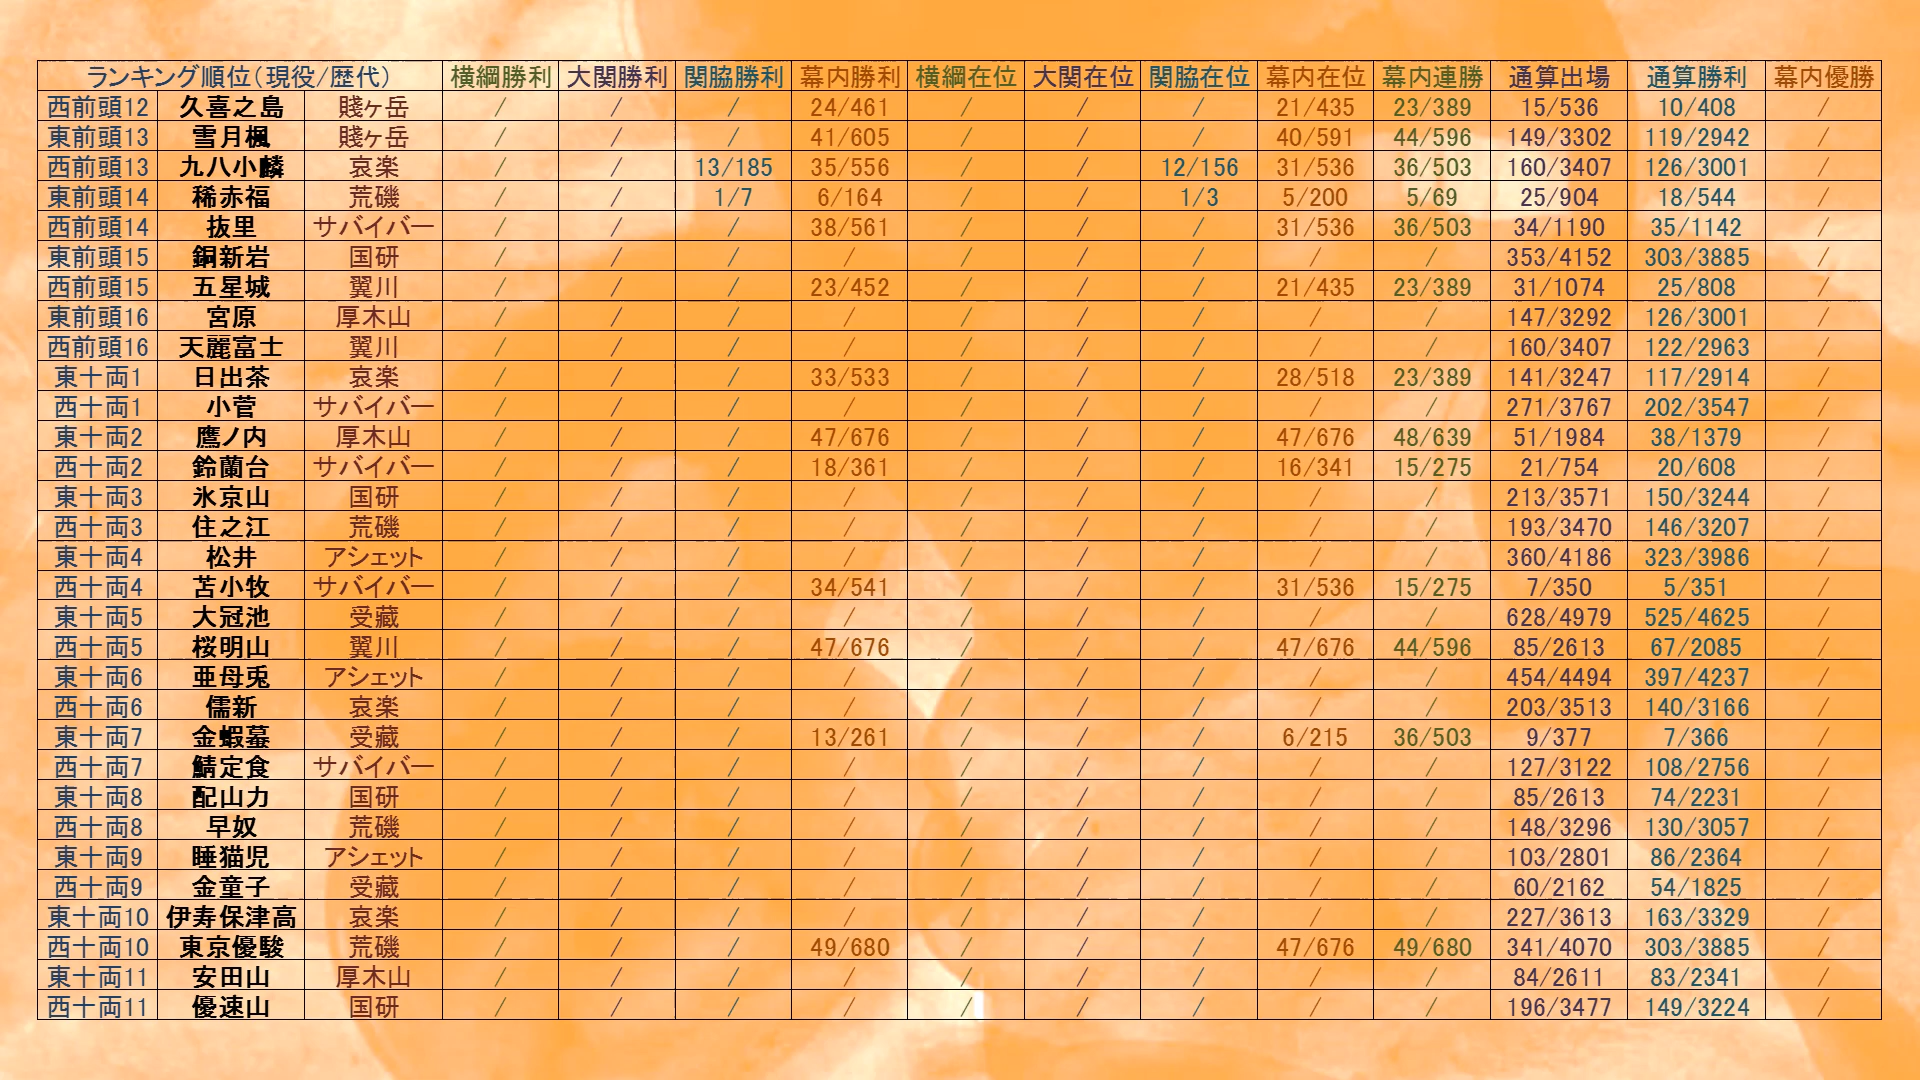 ランキング順位(現役/歴代) 横綱勝利 大関勝利 関脇勝利 幕内勝利 横綱在位 大関在位 関脇在位 幕内在位 幕内連勝 通算出場 通算勝利 幕内優勝
西前頭12 久喜之島 賤ヶ岳 / / / 24/461 / / / 21/435 23/389 15/536 10/408 /
東前頭13 雪月楓 賤ヶ岳 / / / 41/605 / / / 40/591 44/596 149/3302 119/2942 /
西前頭13 九八小麟 哀楽 / / 13/185 35/556 / / 12/156 31/536 36/503 160/3407 126/3001 /
東前頭14 稀赤福 荒磯 / / 1/7 6/164 / / 1/3 5/200 5/69 25/904 18/544 /
西前頭14 抜里 サバイバー / / / 38/561 / / / 31/536 36/503 34/1190 35/1142 /
東前頭15 銅新岩 国研 / / / / / / / / / 353/4152 303/3885 /
西前頭15 五星城 翼川 / / / 23/452 / / / 21/435 23/389 31/1074 25/808 /
東前頭16 宮原 厚木山 / / / / / / / / / 147/3292 126/3001 /
西前頭16 天麗富士 翼川 / / / / / / / / / 160/3407 122/2963 /
東十両1 日出茶 哀楽 / / / 33/533 / / / 28/518 23/389 141/3247 117/2914 /
西十両1 小菅 サバイバー / / / / / / / / / 271/3767 202/3547 /
東十両2 鷹ノ内 厚木山 / / / 47/676 / / / 47/676 48/639 51/1984 38/1379 /
西十両2 鈴蘭台 サバイバー / / / 18/361 / / / 16/341 15/275 21/754 20/608 /
東十両3 氷京山 国研 / / / / / / / / / 213/3571 150/3244 /
西十両3 住之江 荒磯 / / / / / / / / / 193/3470 146/3207 /
東十両4 松井 アシェット / / / / / / / / / 360/4186 323/3986 /
西十両4 苫小牧 サバイバー / / / 34/541 / / / 31/536 15/275 7/350 5/351 /
東十両5 大冠池 受蔵 / / / / / / / / / 628/4979 525/4625 /
西十両5 桜明山 翼川 / / / 47/676 / / / 47/676 44/596 85/2613 67/2085 /
東十両6 亜母兎 アシェット / / / / / / / / / 454/4494 397/4237 /
西十両6 儒新 哀楽 / / / / / / / / / 203/3513 140/3166 /
東十両7 金蝦蟇 受蔵 / / / 13/261 / / / 6/215 36/503 9/377 7/366 /
西十両7 鯖定食 サバイバー / / / / / / / / / 127/3122 108/2756 /
東十両8 配山力 国研 / / / / / / / / / 85/2613 74/2231 /
西十両8 早奴 荒磯 / / / / / / / / / 148/3296 130/3057 /
東十両9 睡猫児 アシェット / / / / / / / / / 103/2801 86/2364 /
西十両9 金童子 受蔵 / / / / / / / / / 60/2162 54/1825 /
東十両10 伊寿保津高 哀楽 / / / / / / / / / 227/3613 163/3329 /
西十両10 東京優駿 荒磯 / / / 49/680 / / / 47/676 49/680 341/4070 303/3885 /
東十両11 安田山 厚木山 / / / / / / / / / 84/2611 83/2341 /
西十両11 優速山 国研 / / / / / / / / / 196/3477 149/3224 /